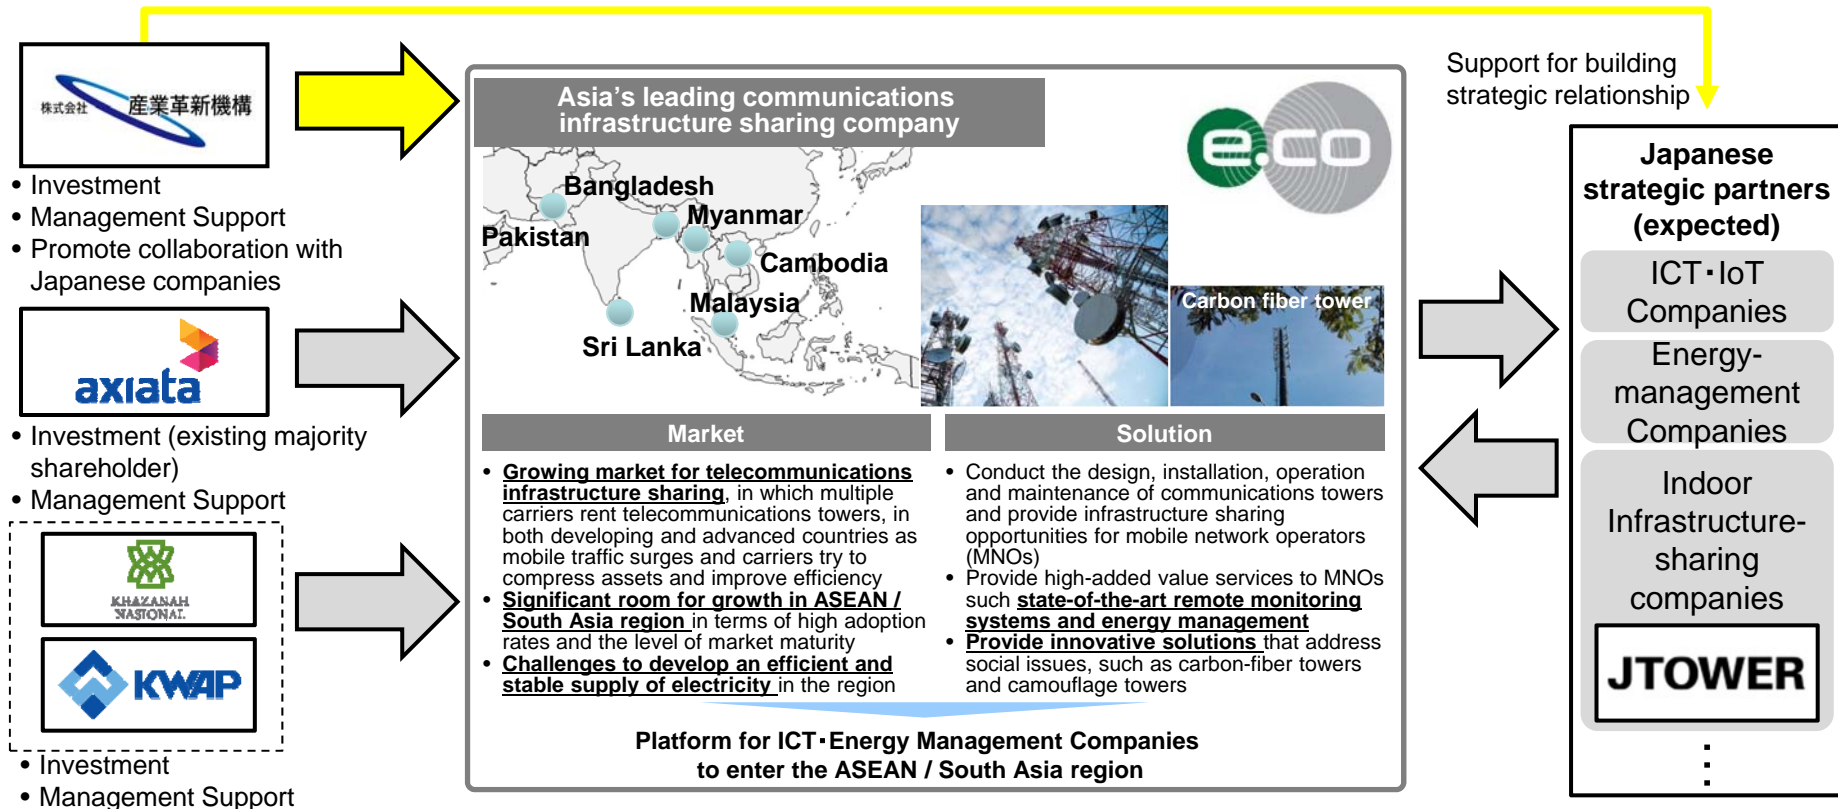 株式会社 産業革新機構
• Investment
• Management Support
• Promote collaboration with
Japanese companies
axiata
• Investment (existing majority
shareholder)
• Management Support
KHAZANAH
NASIONAL
KWAP
• Investment
• Management Support
Asia's leading communications
infrastructure sharing company
e.co
Bangladesh
Myanmar
Pakistan
Cambodia
Malaysia
Sri Lanka
Carbon fiber tower
Market
• Growing market for telecommunications
infrastructure sharing, in which multiple
carriers rent telecommunications towers, in
both developing and advanced countries as
mobile traffic surges and carriers try to
compress assets and improve efficiency
• Significant room for growth in ASEAN /
South Asia region in terms of high adoption
rates and the level of market maturity
• Challenges to develop an efficient and
stable supply of electricity in the region
Solution
• Conduct the design, installation, operation
and maintenance of communications towers
and provide infrastructure sharing
opportunities for mobile network operators
(MNOs)
• Provide high-added value services to MNOs
such state-of-the-art remote monitoring
systems and energy management
• Provide innovative solutions that address
social issues, such as carbon-fiber towers
and camouflage towers
Platform for ICT・Energy Management Companies
to enter the ASEAN / South Asia region
Support for building
strategic relationship
Japanese
strategic partners
(expected)
ICT・IoT
Companies
Energy-
management
Companies
Indoor
Infrastructure-
sharing
companies
JTOWER
⋮